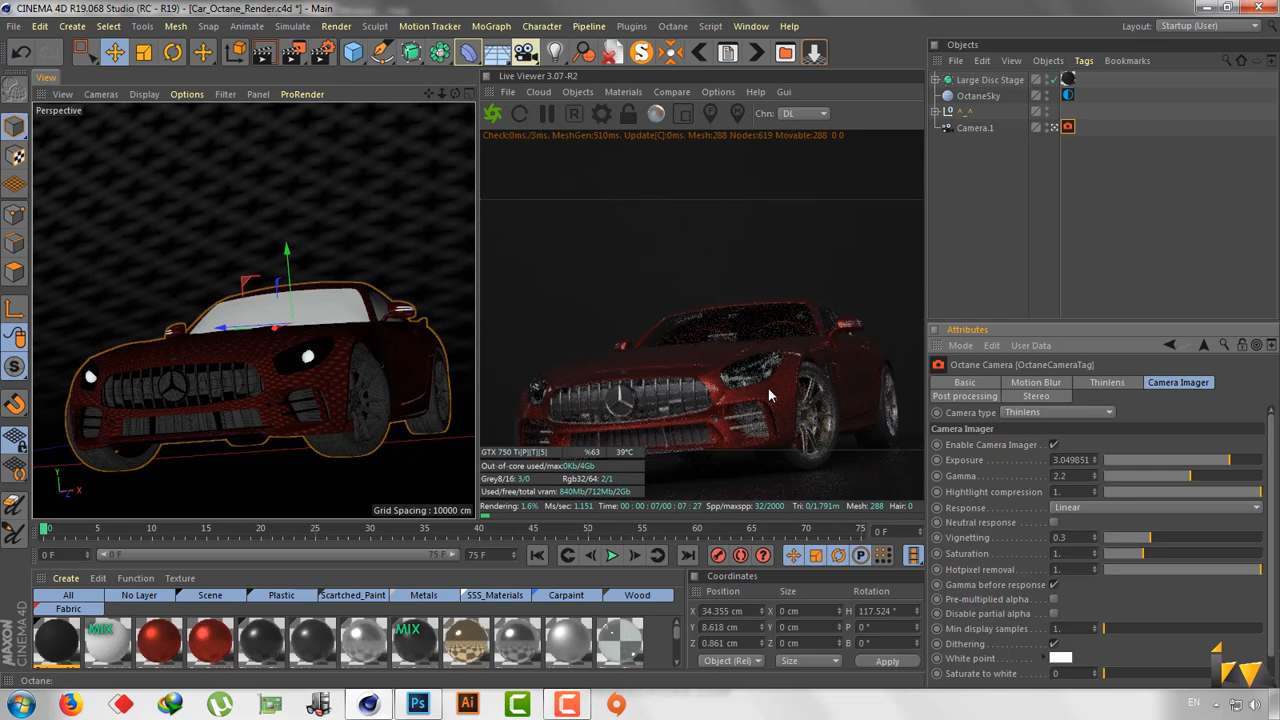 CINEMA 4D R19.068 Studio (RC - R19) - [Car_Octane_Render.c4d *] - Main
File Edit Create Select Tools Mesh Snap Animate Simulate Render Sculpt Motion Tracker MoGraph Character Pipeline Plugins Octane Script Window Help
Layout: Startup (User)
View
View Cameras Display Options Filter Panel ProRender
Perspective
Y
Z X
Grid Spacing : 10000 cm
Live Viewer 3.07-R2
File Cloud Objects Materials Compare Options Help Gui
Chn: DL
Check:0ms./3ms. MeshGen:510ms. Update[C]:0ms. Mesh:288 Nodes:619 Movable:288 0 0
GTX 750 Ti[P][T][5] %63 39°C
Out-of-core used/max:0Kb/4Gb
Grey8/16: 3/0 Rgb32/64: 2/1
Used/free/total vram: 840Mb/712Mb/2Gb
Rendering: 1.6% Ms/sec: 1.151 Time: 00 : 00 : 07/00 : 07 : 27 Spp/maxspp: 32/2000 Tri: 0/1.791m Mesh: 288 Hair: 0
Objects
File Edit View Objects Tags Bookmarks
Large Disc Stage
OctaneSky
^_^
Camera.1
Attributes
Mode Edit User Data
Octane Camera [OctaneCameraTag]
Basic Motion Blur Thinlens Camera Imager
Post processing Stereo
Camera type Thinlens
Camera Imager
Enable Camera Imager
Exposure 3.049851
Gamma 2.2
Hightlight compression 1.
Response Linear
Neutral response
Vignetting 0.3
Saturation 1.
Hotpixel removal 1.
Gamma before response
Pre-multiplied alpha
Disable partial alpha
Min display samples 1.
Dithering
White point
Saturate to white 0
0 5 10 15 20 25 30 35 40 45 50 55 60 65 70 75 0 F
0 F 0 F 75 F 75 F
Create Edit Function Texture
All No Layer Scene Plastic Scartched_Paint Metals SSS_Materials Carpaint Wood
Fabric
MIX MIX
Coordinates
Position Size Rotation
X 34.355 cm X 0 cm H 117.524 °
Y 8.618 cm Y 0 cm P 0 °
Z 0.861 cm Z 0 cm B 0 °
Object (Rel) Size Apply
MAXON CINEMA4D
Octane:
Ps Ai C C
EN